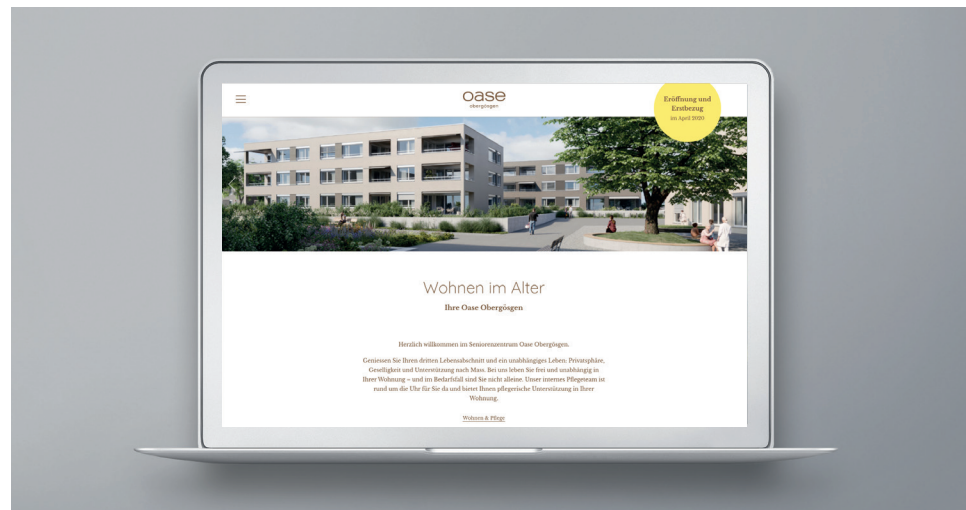 oase
obergösgen
Eröffnung und
Erstbezug
im April 2020
Wohnen im Alter
Ihre Oase Obergösgen
Herzlich willkommen im Seniorenzentrum Oase Obergösgen.
Geniessen Sie Ihren dritten Lebensabschnitt und ein unabhängiges Leben: Privatsphäre,
Geselligkeit und Unterstützung nach Mass. Bei uns leben Sie frei und unabhängig in
Ihrer Wohnung – und im Bedarfsfall sind Sie nicht alleine. Unser internes Pflegeteam ist
rund um die Uhr für Sie da und bietet Ihnen pflegerische Unterstützung in Ihrer
Wohnung.
Wohnen & Pflege